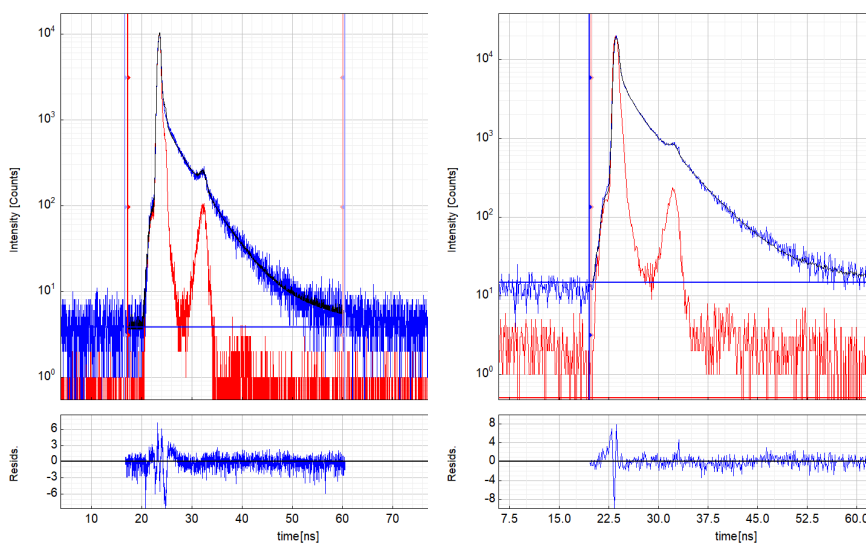 10⁴
10³
10²
10¹
10⁰
Intensity [Counts]
6
3
0
-3
-6
Resids.
10 20 30 40 50 60 70
time[ns]
10⁴
10³
10²
10¹
10⁰
Intensity [Counts]
8
4
0
-4
-8
Resids.
7.5 15.0 22.5 30.0 37.5 45.0 52.5 60.0
time[ns]